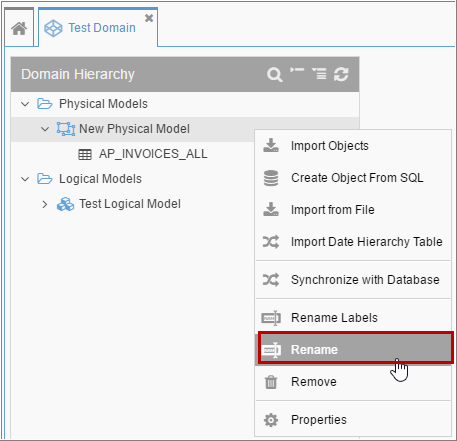 Test Domain
Domain Hierarchy
Physical Models
New Physical Model
AP_INVOICES_ALL
Logical Models
Test Logical Model
Import Objects
Create Object From SQL
Import from File
Import Date Hierarchy Table
Synchronize with Database
Rename Labels
Rename
Remove
Properties